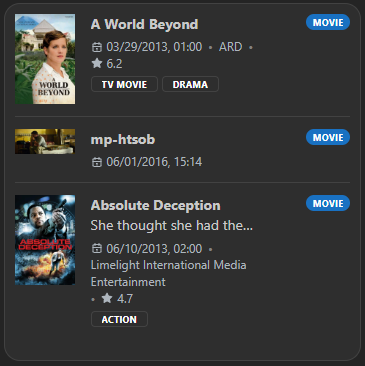 A World Beyond
MOVIE
03/29/2013, 01:00 • ARD •
6.2
TV MOVIE DRAMA
A WORLD
BEYOND
mp-htsob
MOVIE
06/01/2016, 15:14
Absolute Deception
MOVIE
She thought she had the...
06/10/2013, 02:00 •
Limelight International Media
Entertainment
• 4.7
ACTION
ABSOLUTE
DECEPTION